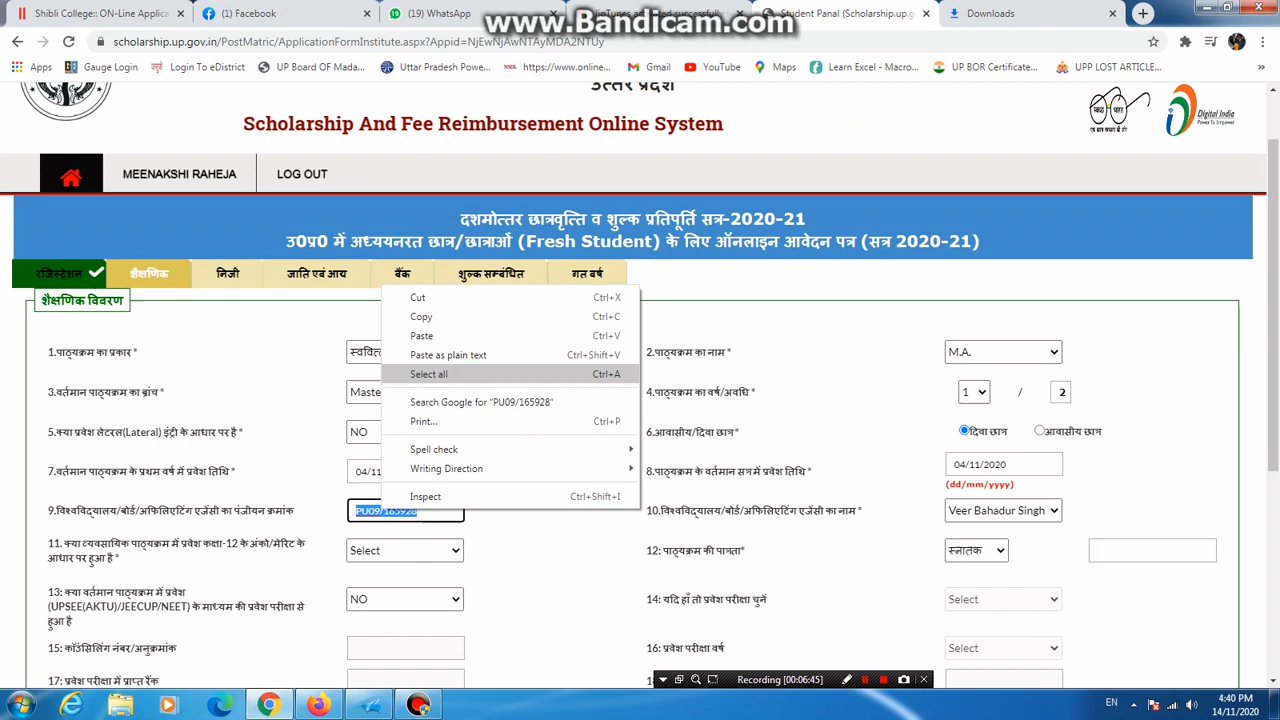 www.Bandicam.com
Shibli College: ON-Line Applic
(1) Facebook
(19) WhatsApp
Student Panal (Scholarship.up.g
Downloads
scholarship.up.gov.in/PostMatric/ApplicationFormInstitute.aspx?Appid=NjEwNjAwNTAyMDA2NTUy
Apps Gauge Login Login To eDistrict UP Board OF Mada... Uttar Pradesh Powe... https://www.online... Gmail YouTube Maps Learn Excel - Macro... UP BOR Certificate... UPP LOST ARTICLE...
उत्तर प्रदेश
Scholarship And Fee Reimbursement Online System
Digital India
Power To Empower
MEENAKSHI RAHEJA
LOG OUT
दशमोत्तर छात्रवृत्ति व शुल्क प्रतिपूर्ति सत्र-2020-21
उ0प्र0 में अध्ययनरत छात्र/छात्राओं (Fresh Student) के लिए ऑनलाइन आवेदन पत्र (सत्र 2020-21)
रजिस्ट्रेशन शैक्षणिक निजी जाति एवं आय बैंक शुल्क सम्बंधित गत वर्ष
शैक्षणिक विवरण
Cut Ctrl+X
Copy Ctrl+C
Paste Ctrl+V
Paste as plain text Ctrl+Shift+V
Select all Ctrl+A
Search Google for "PU09/165928"
Print... Ctrl+P
Spell check
Writing Direction
Inspect Ctrl+Shift+I
1.पाठ्यक्रम का प्रकार * स्ववित्
2.पाठ्यक्रम का नाम * M.A.
3.वर्तमान पाठ्यक्रम का ब्रांच * Maste
4.पाठ्यक्रम का वर्ष/अवधि * 1 / 2
5.क्या प्रवेश लेटरल(Lateral) इंट्री के आधार पर है * NO
6.आवासीय/दिवा छात्र* दिवा छात्र आवासीय छात्र
7.वर्तमान पाठ्यक्रम के प्रथम वर्ष में प्रवेश तिथि * 04/11
8.पाठ्यक्रम के वर्तमान सत्र में प्रवेश तिथि * 04/11/2020
(dd/mm/yyyy)
9.विश्वविद्यालय/बोर्ड/अफिलिएटिंग एजेंसी का पंजीयन क्रमांक PU09/165928
10.विश्वविद्यालय/बोर्ड/अफिलिएटिंग एजेंसी का नाम * Veer Bahadur Singh
11. क्या व्यवसायिक पाठ्यक्रम में प्रवेश कक्षा-12 के अंको/मेरिट के
आधार पर हुआ है * Select
12: पाठ्यक्रम की पात्रता* स्नातक
13: क्या वर्तमान पाठ्यक्रम में प्रवेश
(UPSEE(AKTU)/JEECUP/NEET) के माध्यम की प्रवेश परीक्षा से
हुआ है NO
14: यदि हाँ तो प्रवेश परीक्षा चुनें Select
15: कॉउंसिलिंग नंबर/अनुक्रमांक
16: प्रवेश परीक्षा वर्ष Select
17: प्रवेश परीक्षा में प्राप्त रैंक
Recording [00:06:45]
EN
4:40 PM
14/11/2020